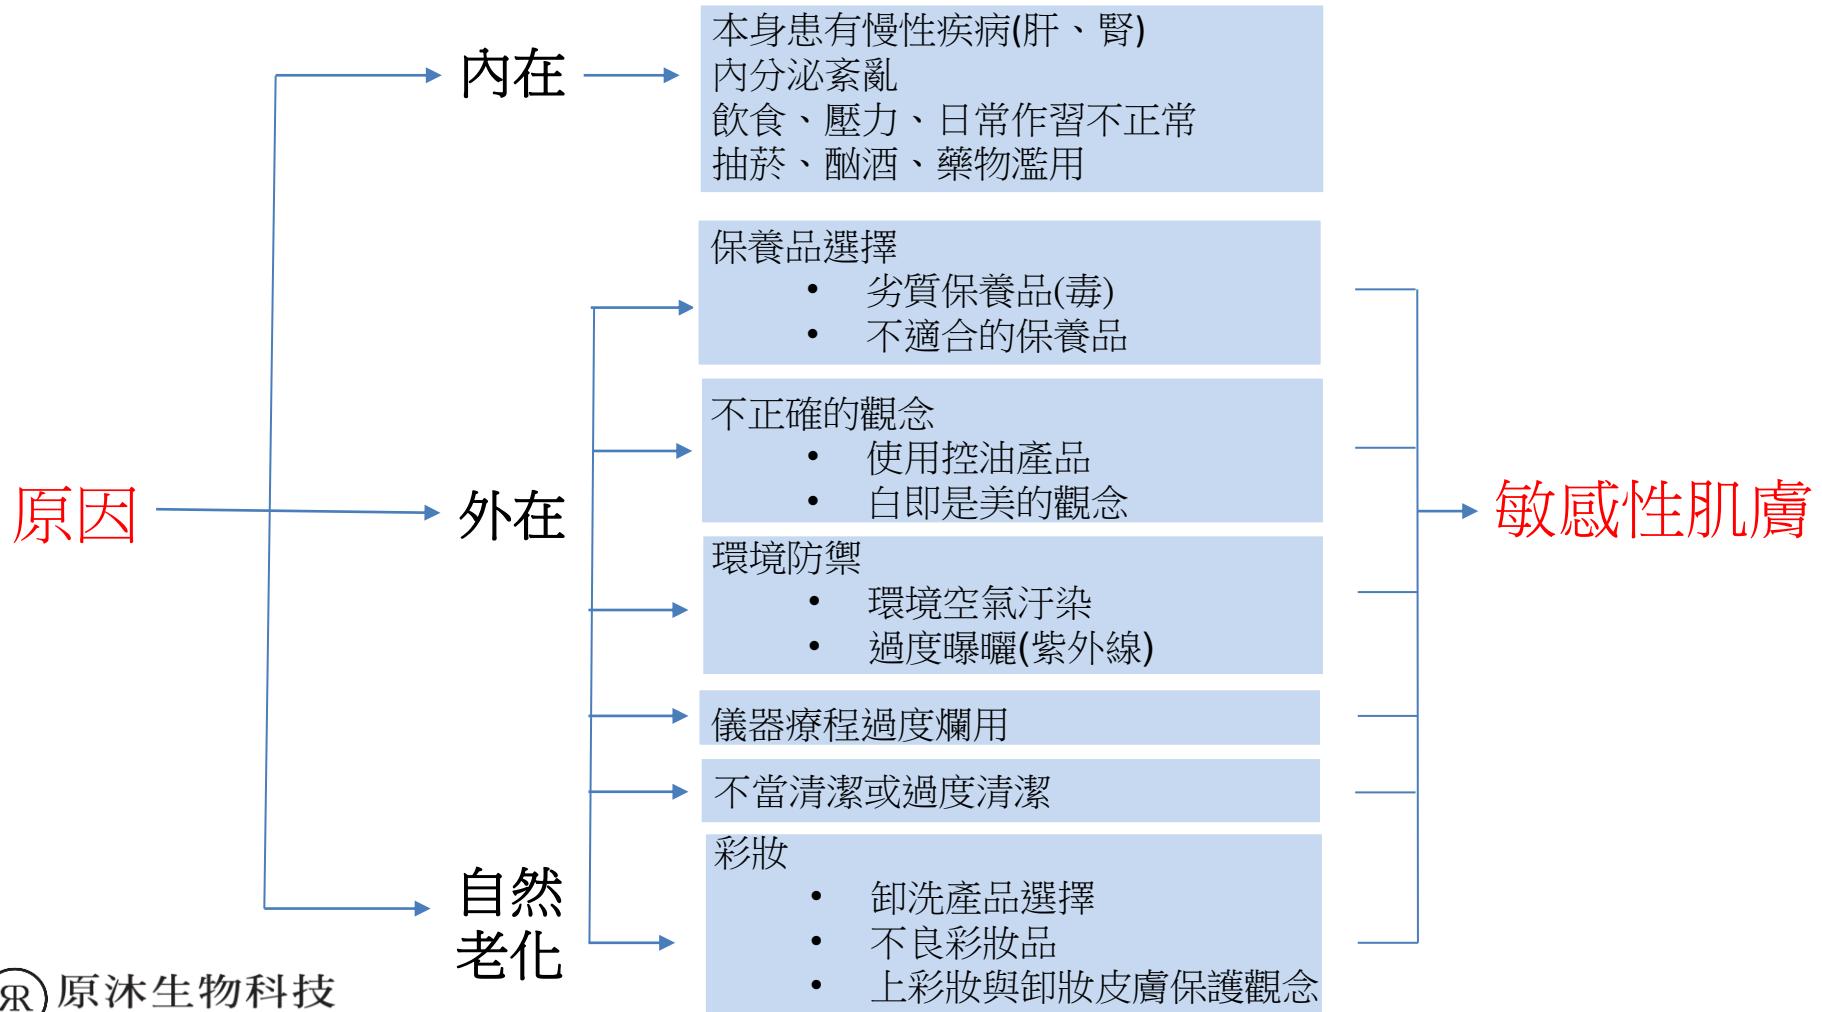 原因
內在
本身患有慢性疾病(肝、腎)
內分泌紊亂
飲食、壓力、日常作習不正常
抽菸、酗酒、藥物濫用
外在
保養品選擇
• 劣質保養品(毒)
• 不適合的保養品
不正確的觀念
• 使用控油產品
• 白即是美的觀念
環境防禦
• 環境空氣汙染
• 過度曝曬(紫外線)
儀器療程過度爛用
不當清潔或過度清潔
彩妝
• 卸洗產品選擇
• 不良彩妝品
• 上彩妝與卸妝皮膚保護觀念
自然
老化
敏感性肌膚
原沐生物科技